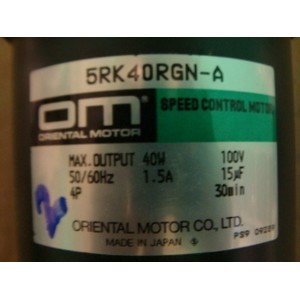 5RK40RGN-A
om
ORIENTAL MOTOR
SPEED CONTROL MOTOR
MAX.OUTPUT 40W 100V
50/60Hz 1.5A 15μF
4P 30min
ORIENTAL MOTOR CO., LTD.
MADE IN JAPAN